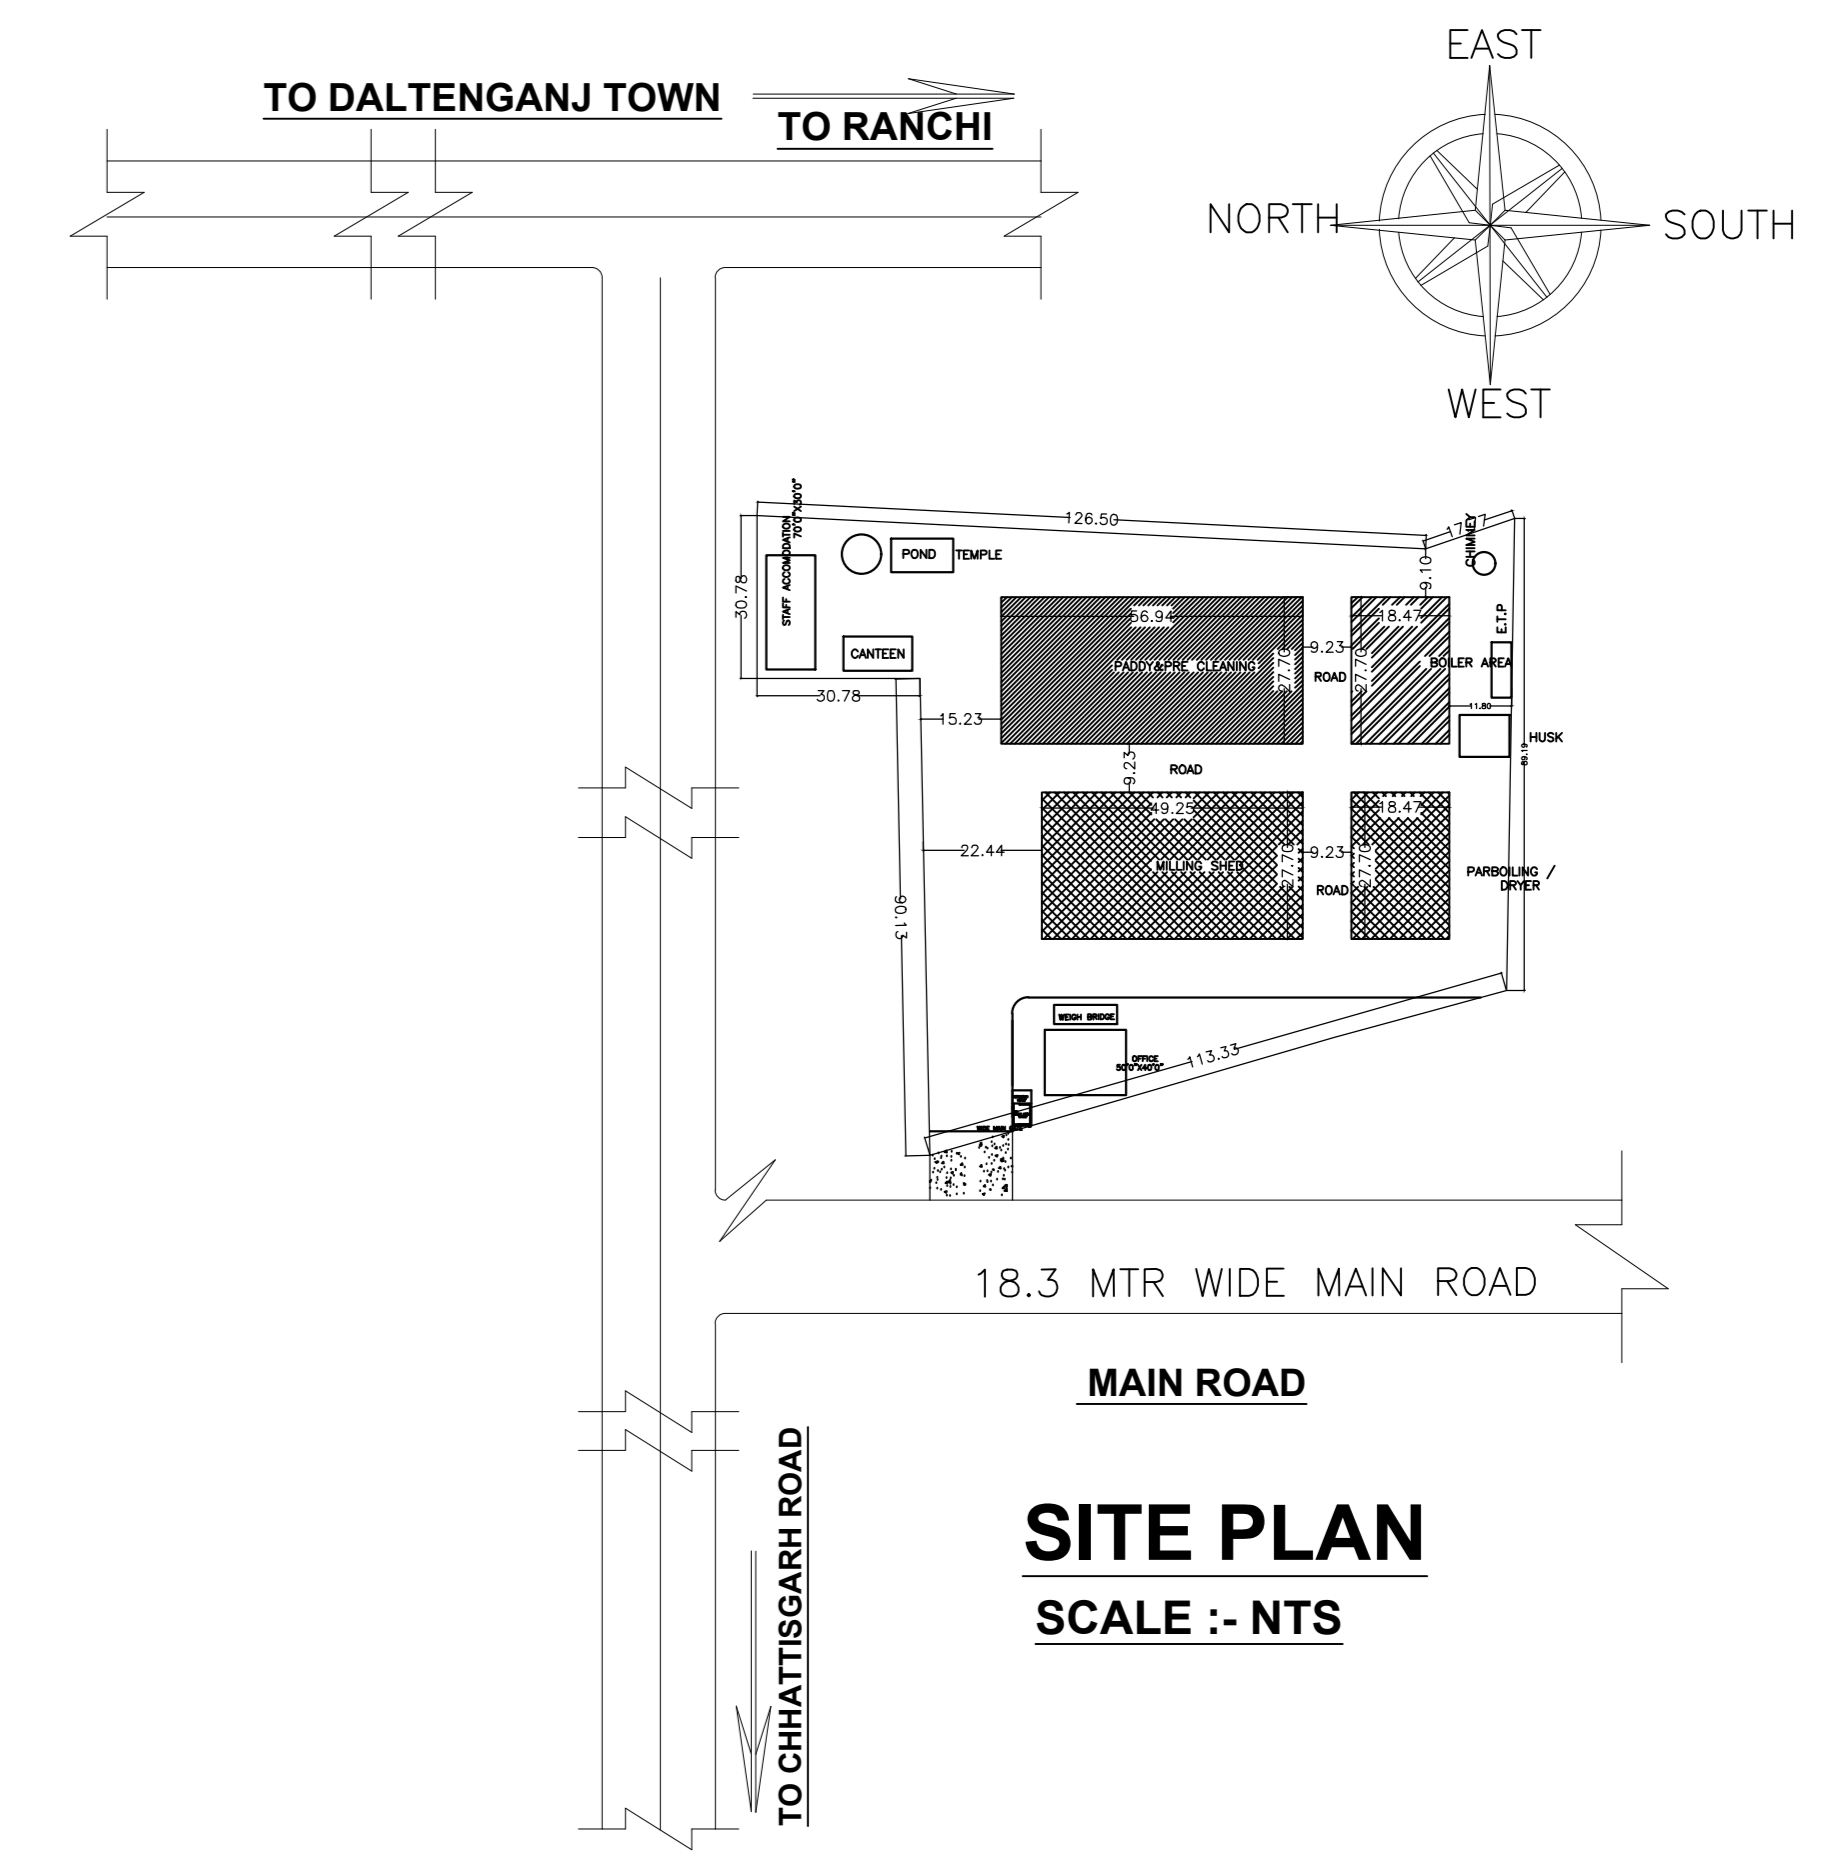 EAST
TO DALTENGANJ TOWN
TO RANCHI
NORTH
SOUTH
WEST
STAFF ACCOMODATION
70'0"X30'0"
126.50
CHIMNEY
POND
TEMPLE
30.78
9.10
56.94
18.47
E.T.P
CANTEEN
PADDY&PRE CLEANING
27.70
9.23
ROAD
27.70
BOILER AREA
30.78
15.23
11.80
HUSK
89.19
9.23
ROAD
49.25
18.47
22.44
MILLING SHED
27.70
9.23
ROAD
27.70
PARBOILING /
DRYER
90.13
WEIGH BRIDGE
OFFICE
50'0"X40'0"
113.33
WIDE MAIN
18.3 MTR WIDE MAIN ROAD
MAIN ROAD
TO CHHATTISGARH ROAD
SITE PLAN
SCALE :- NTS